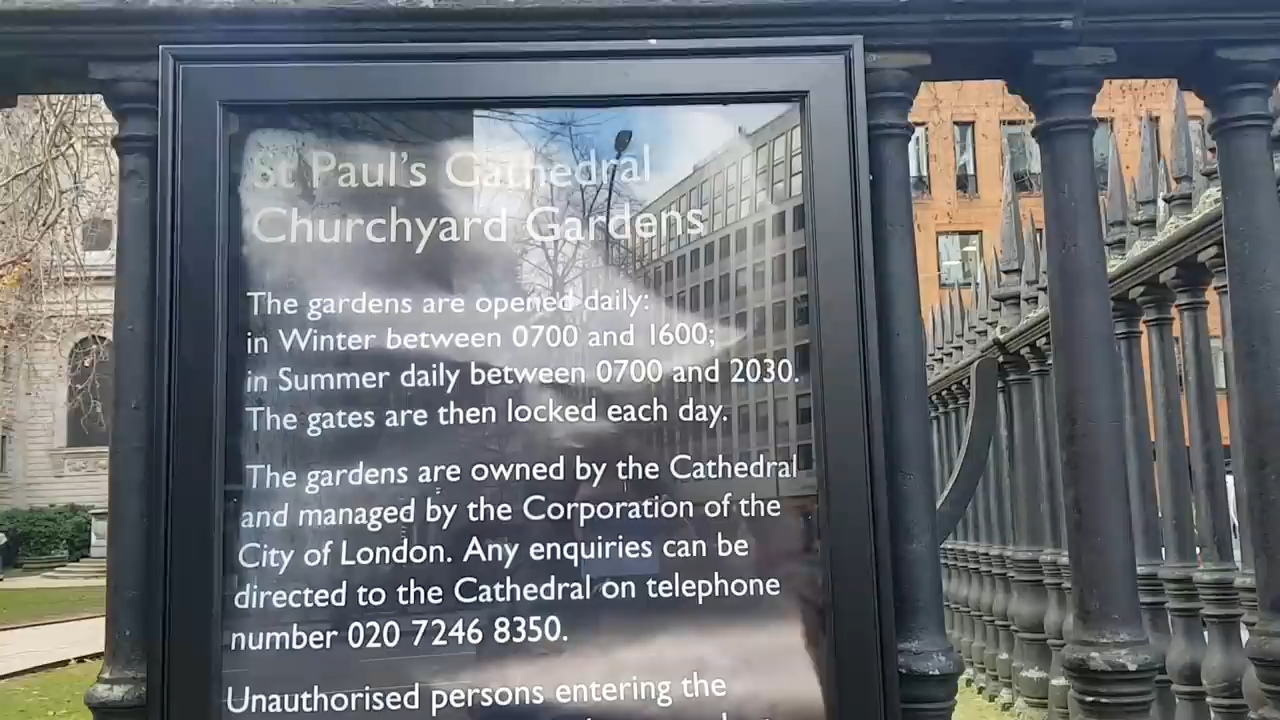 St Paul's Cathedral
Churchyard Gardens
The gardens are opened daily:
in Winter between 0700 and 1600;
in Summer daily between 0700 and 2030.
The gates are then locked each day.
The gardens are owned by the Cathedral
and managed by the Corporation of the
City of London. Any enquiries can be
directed to the Cathedral on telephone
number 020 7246 8350.
Unauthorised persons entering the